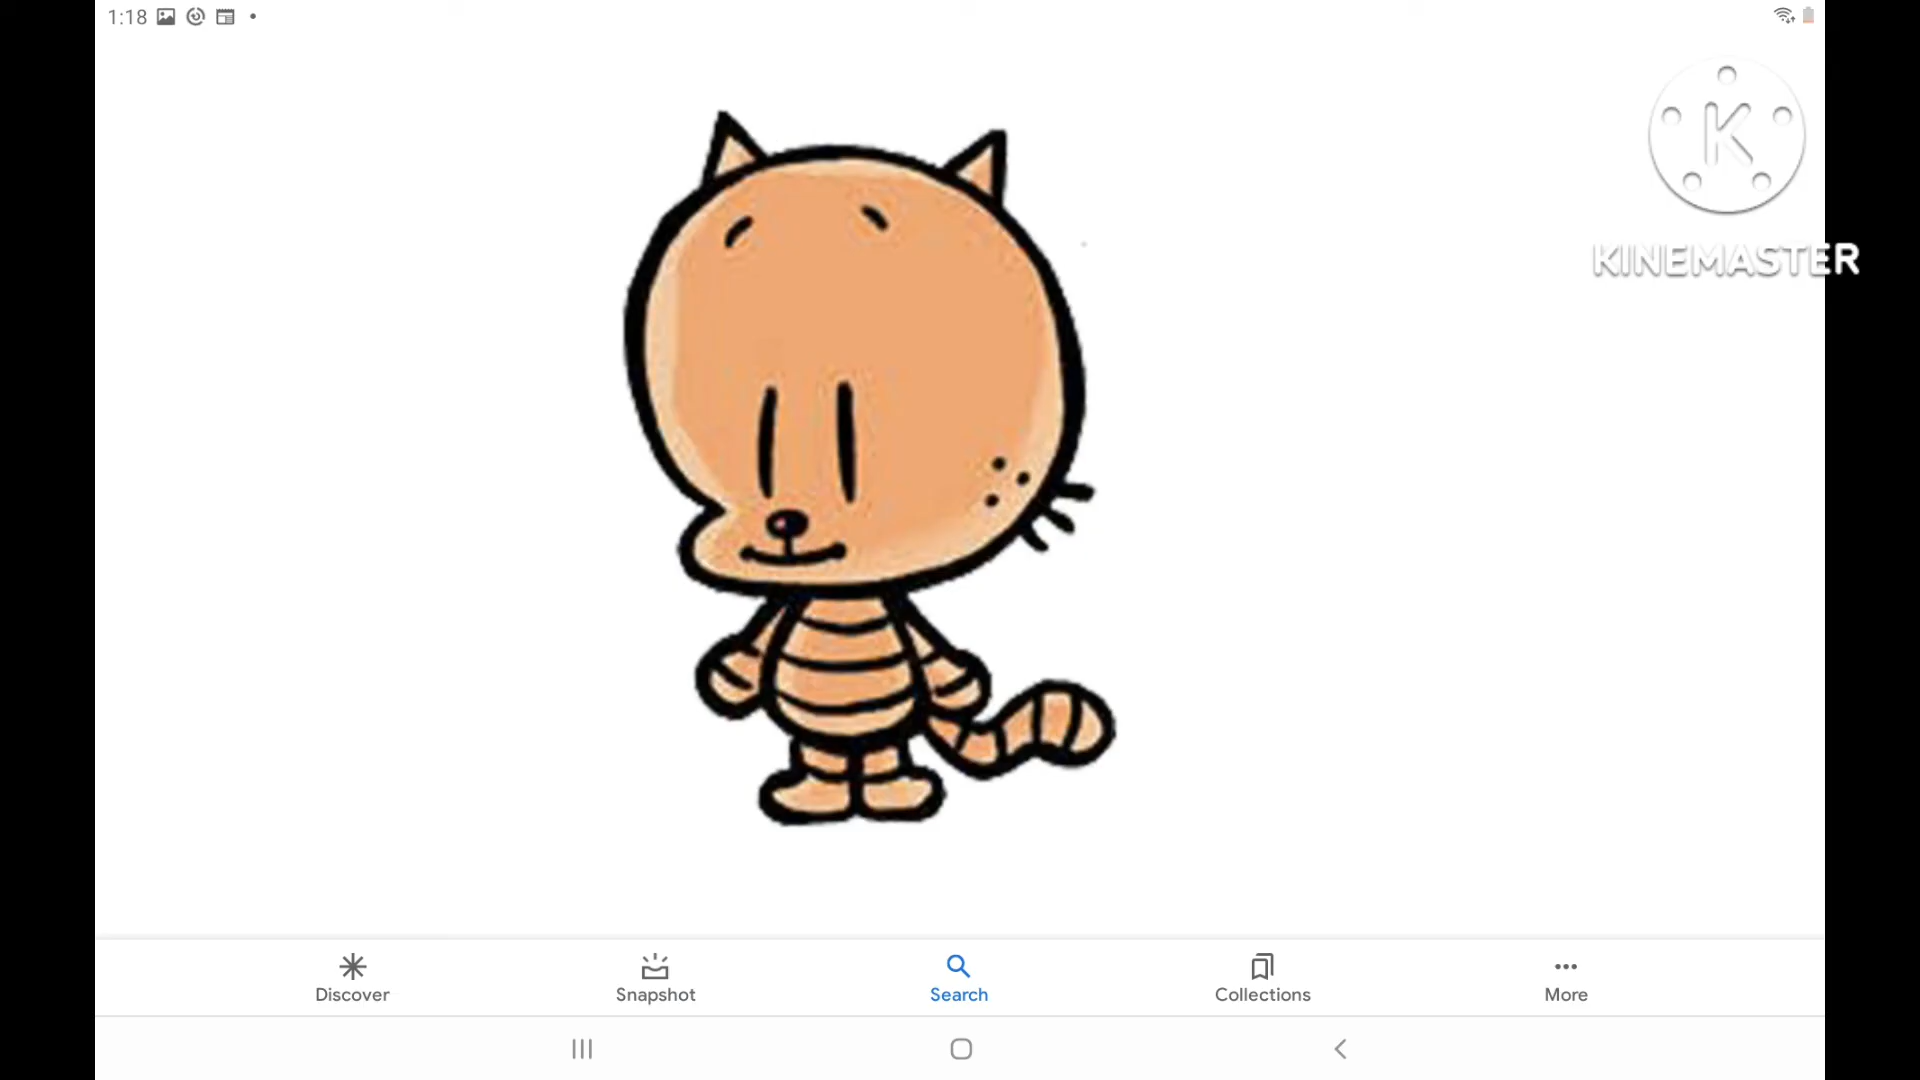 1:18
K
KINEMASTER
Discover
Snapshot
Search
Collections
More